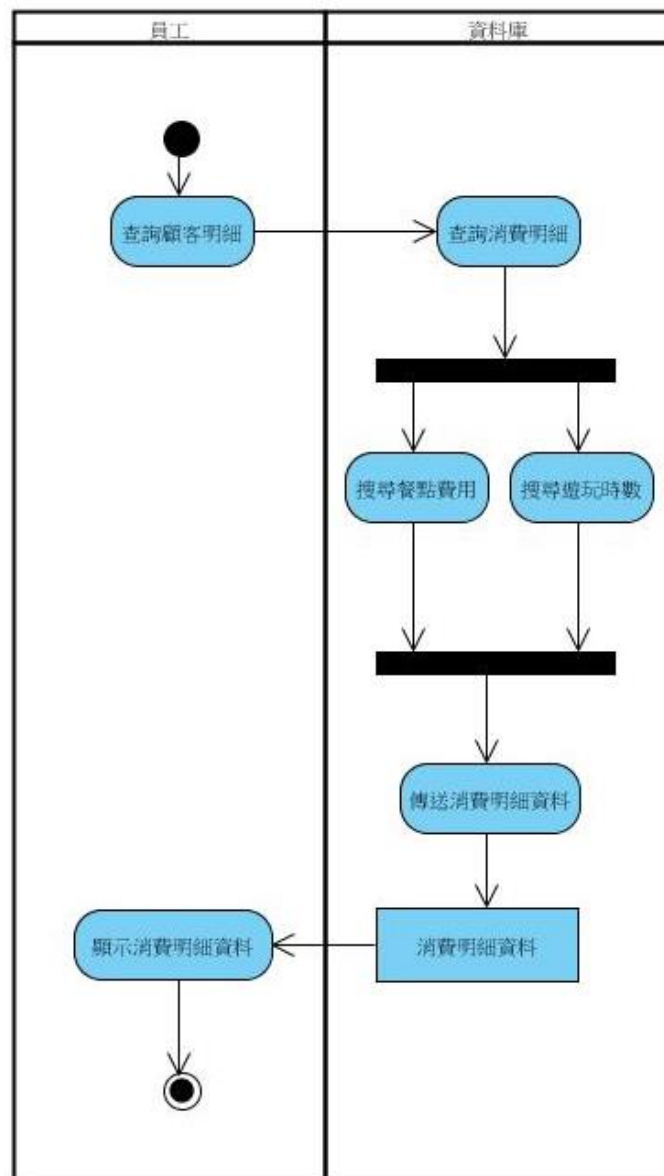 員工
資料庫
查詢顧客明細
查詢消費明細
搜尋餐點費用
搜尋遊玩時數
傳送消費明細資料
顯示消費明細資料
消費明細資料